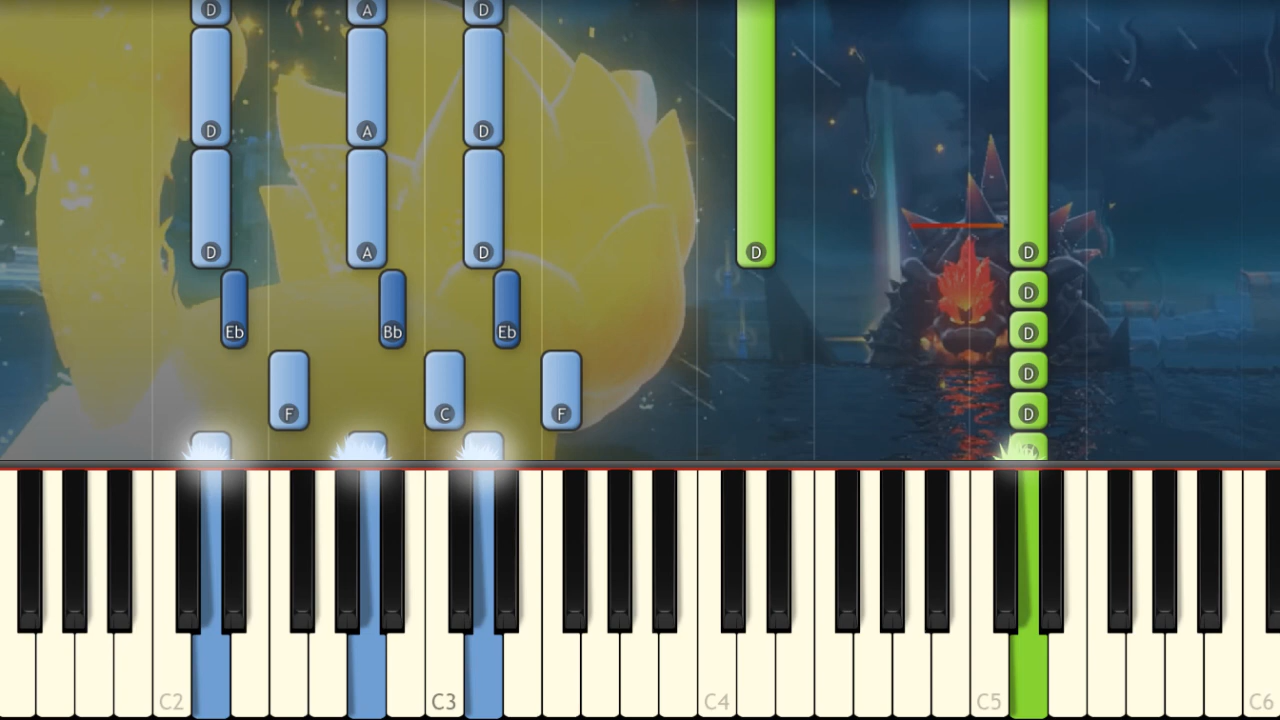 D A D
D A D
D A D D D
D
Eb Bb Eb
D
D
F C F D
C2 C3 C4 C5 C6